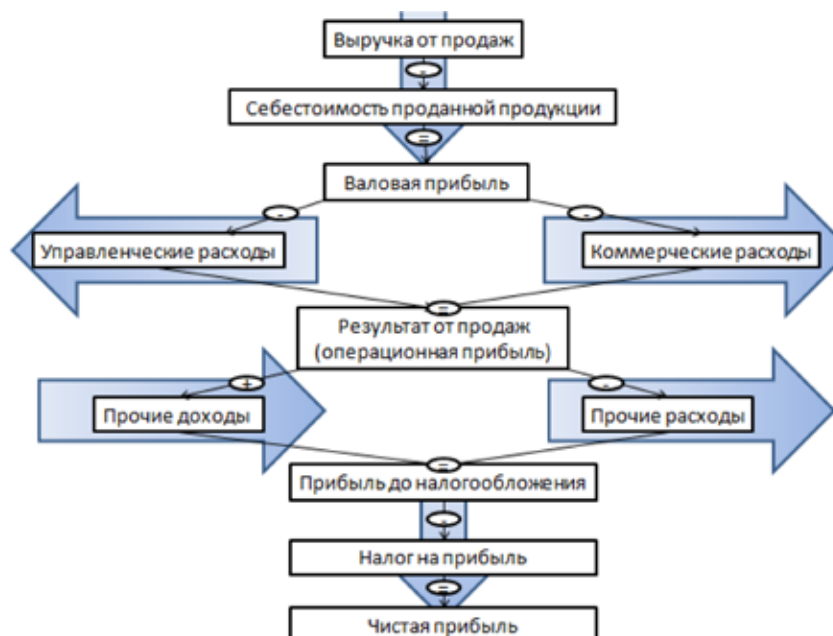 Выручка от продаж
-
Себестоимость проданной продукции
=
Валовая прибыль
-
-
Управленческие расходы
Коммерческие расходы
=
Результат от продаж
(операционная прибыль)
+
-
Прочие доходы
Прочие расходы
=
Прибыль до налогообложения
-
Налог на прибыль
=
Чистая прибыль